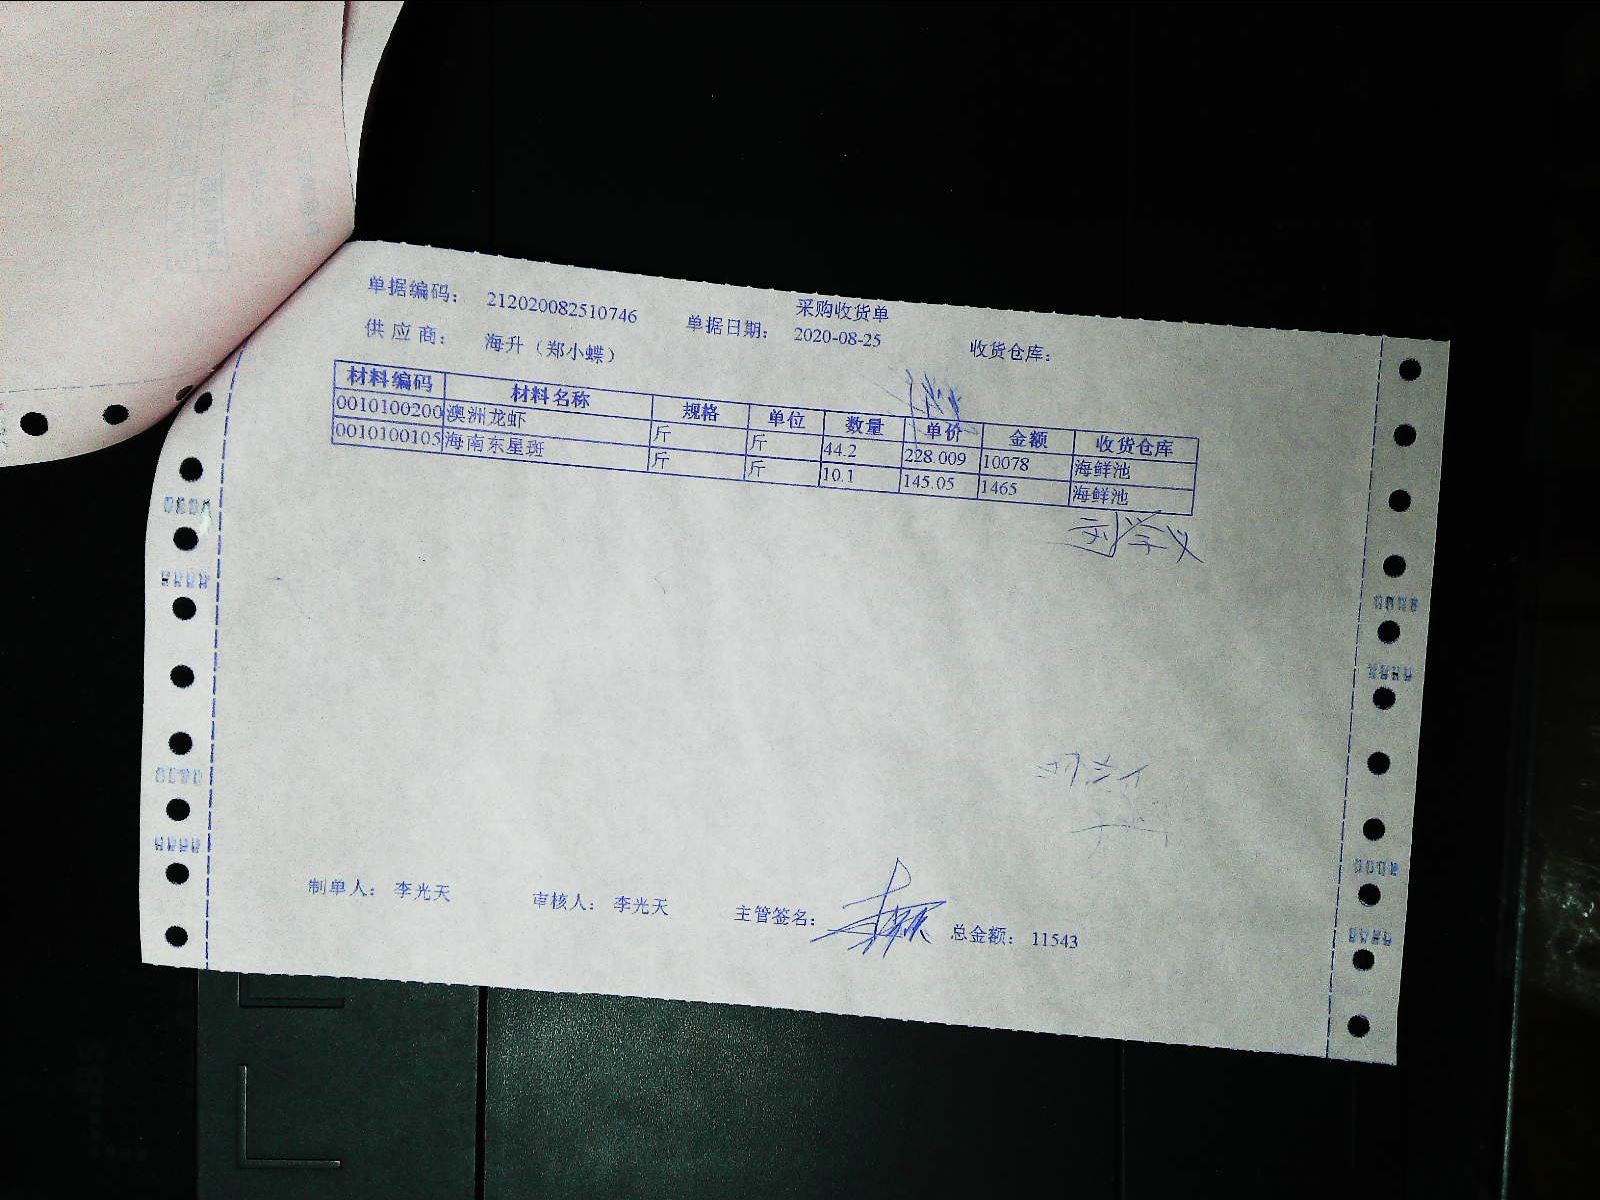 采购收货单
单据编码： 212020082510746 单据日期： 2020-08-25 收货仓库：
供 应 商： 海升（郑小蝶）
材料编码 材料名称 规格 单位 数量 单价 金额 收货仓库
0010100200 澳洲龙虾 斤 斤 44.2 228.009 10078 海鲜池
0010100105 海南东星斑 斤 斤 10.1 145.05 1465 海鲜池
制单人： 李光天 审核人： 李光天 主管签名： 总金额： 11543